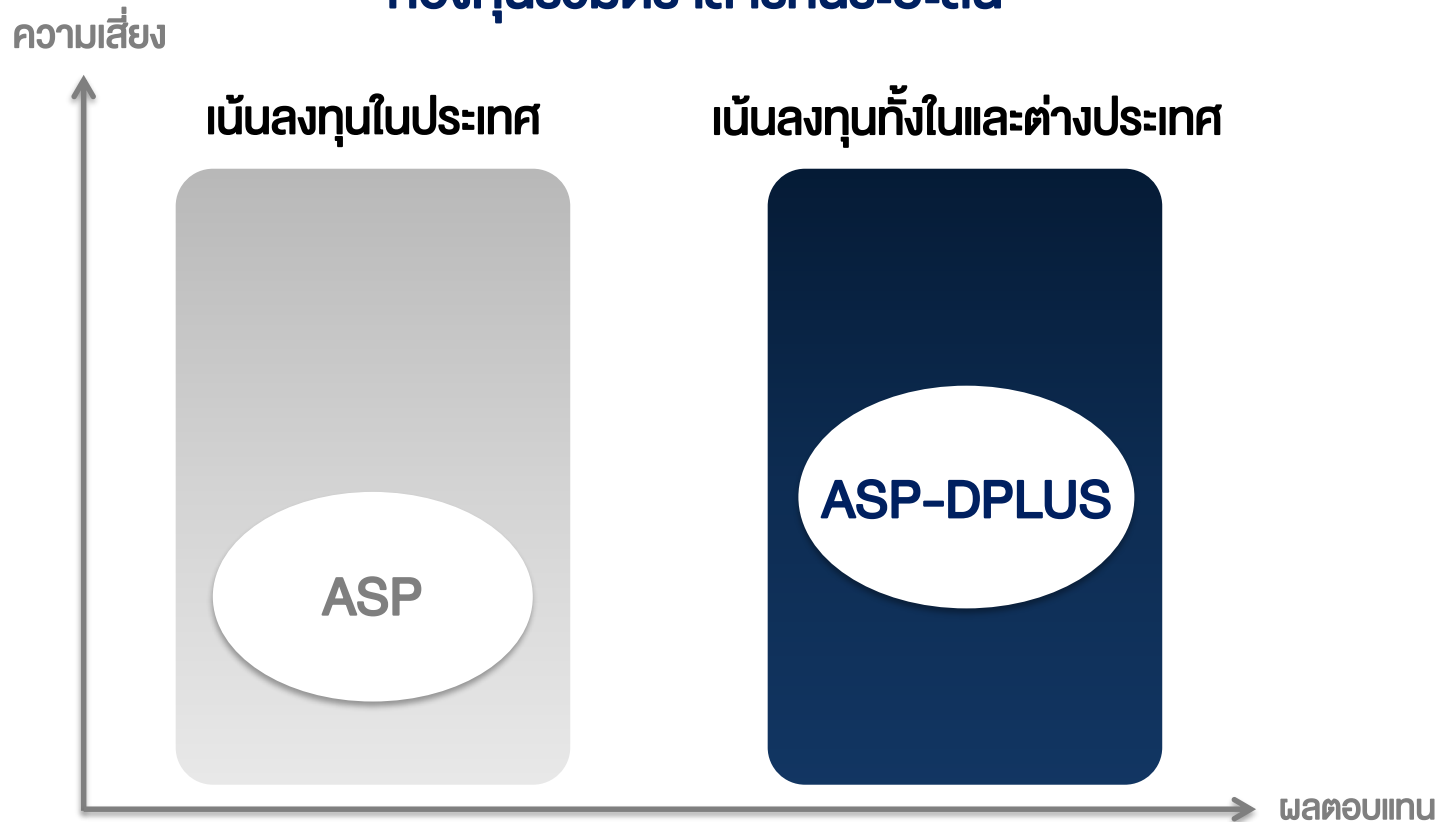 ความเสี่ยง
เน้นลงทุนในประเทศ
เน้นลงทุนทั้งในและต่างประเทศ
ASP-DPLUS
ASP
ผลตอบแทน